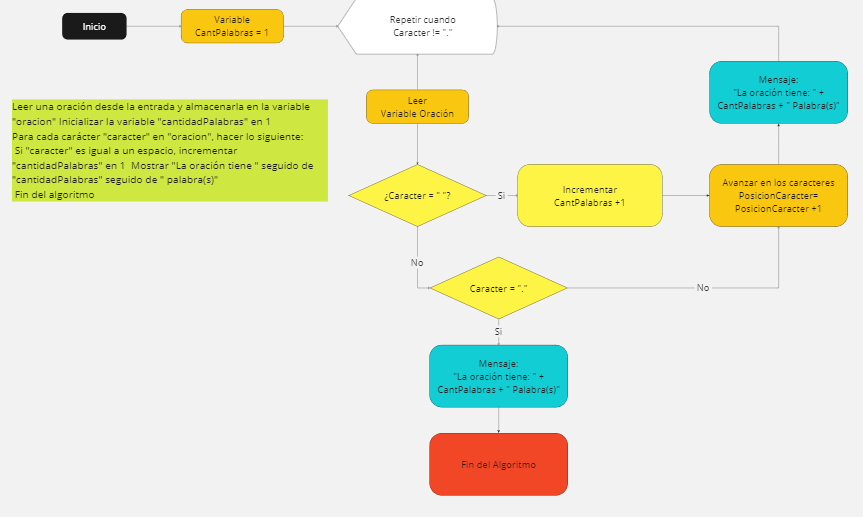 Inicio
Variable
CantPalabras = 1
Repetir cuando
Caracter != "."
Leer
Variable Oración
Mensaje:
"La oración tiene: " +
CantPalabras + " Palabra(s)"
Leer una oración desde la entrada y almacenarla en la variable
"oracion" Inicializar la variable "cantidadPalabras" en 1
Para cada carácter "caracter" en "oracion", hacer lo siguiente:
Si "caracter" es igual a un espacio, incrementar
"cantidadPalabras" en 1  Mostrar "La oración tiene " seguido de
"cantidadPalabras" seguido de " palabra(s)"
Fin del algoritmo
¿Caracter = " "?
Si
Incrementar
CantPalabras +1
Avanzar en los caracteres
PosicionCaracter=
PosicionCaracter +1
No
Caracter = "."
No
Si
Mensaje:
"La oración tiene: " +
CantPalabras + " Palabra(s)"
Fin del Algoritmo